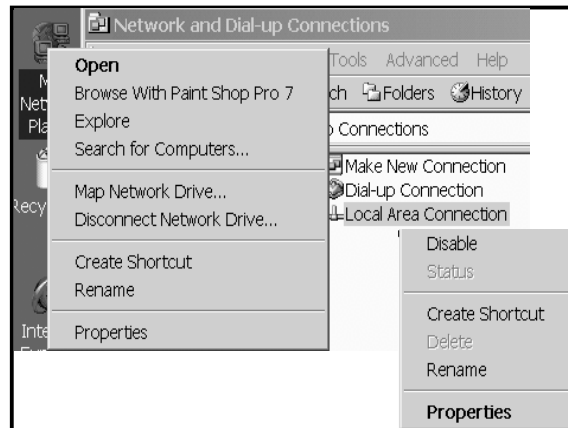 Network and Dial-up Connections
Tools Advanced Help
Folders History
Connections
Make New Connection
Dial-up Connection
Local Area Connection
Open
Browse With Paint Shop Pro 7
Explore
Search for Computers...
Map Network Drive...
Disconnect Network Drive...
Create Shortcut
Rename
Properties
Disable
Status
Create Shortcut
Delete
Rename
Properties